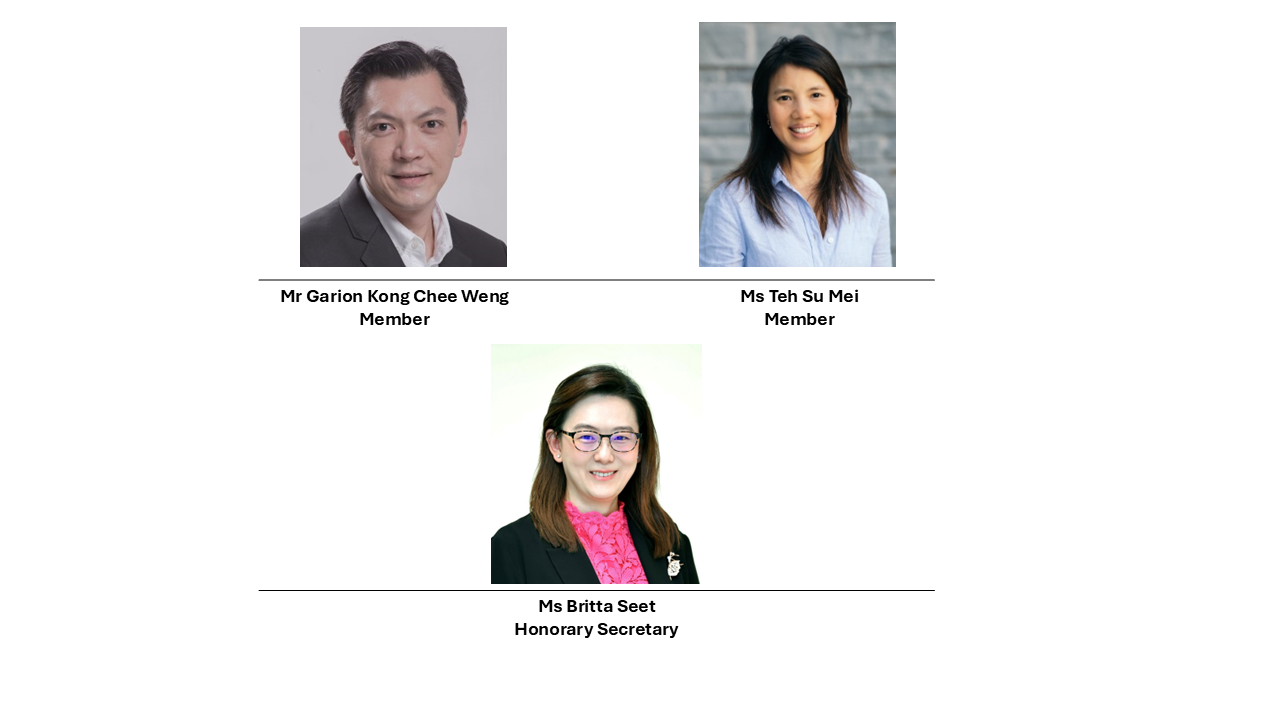 Mr Garion Kong Chee Weng
Member
Ms Teh Su Mei
Member
Ms Britta Seet
Honorary Secretary